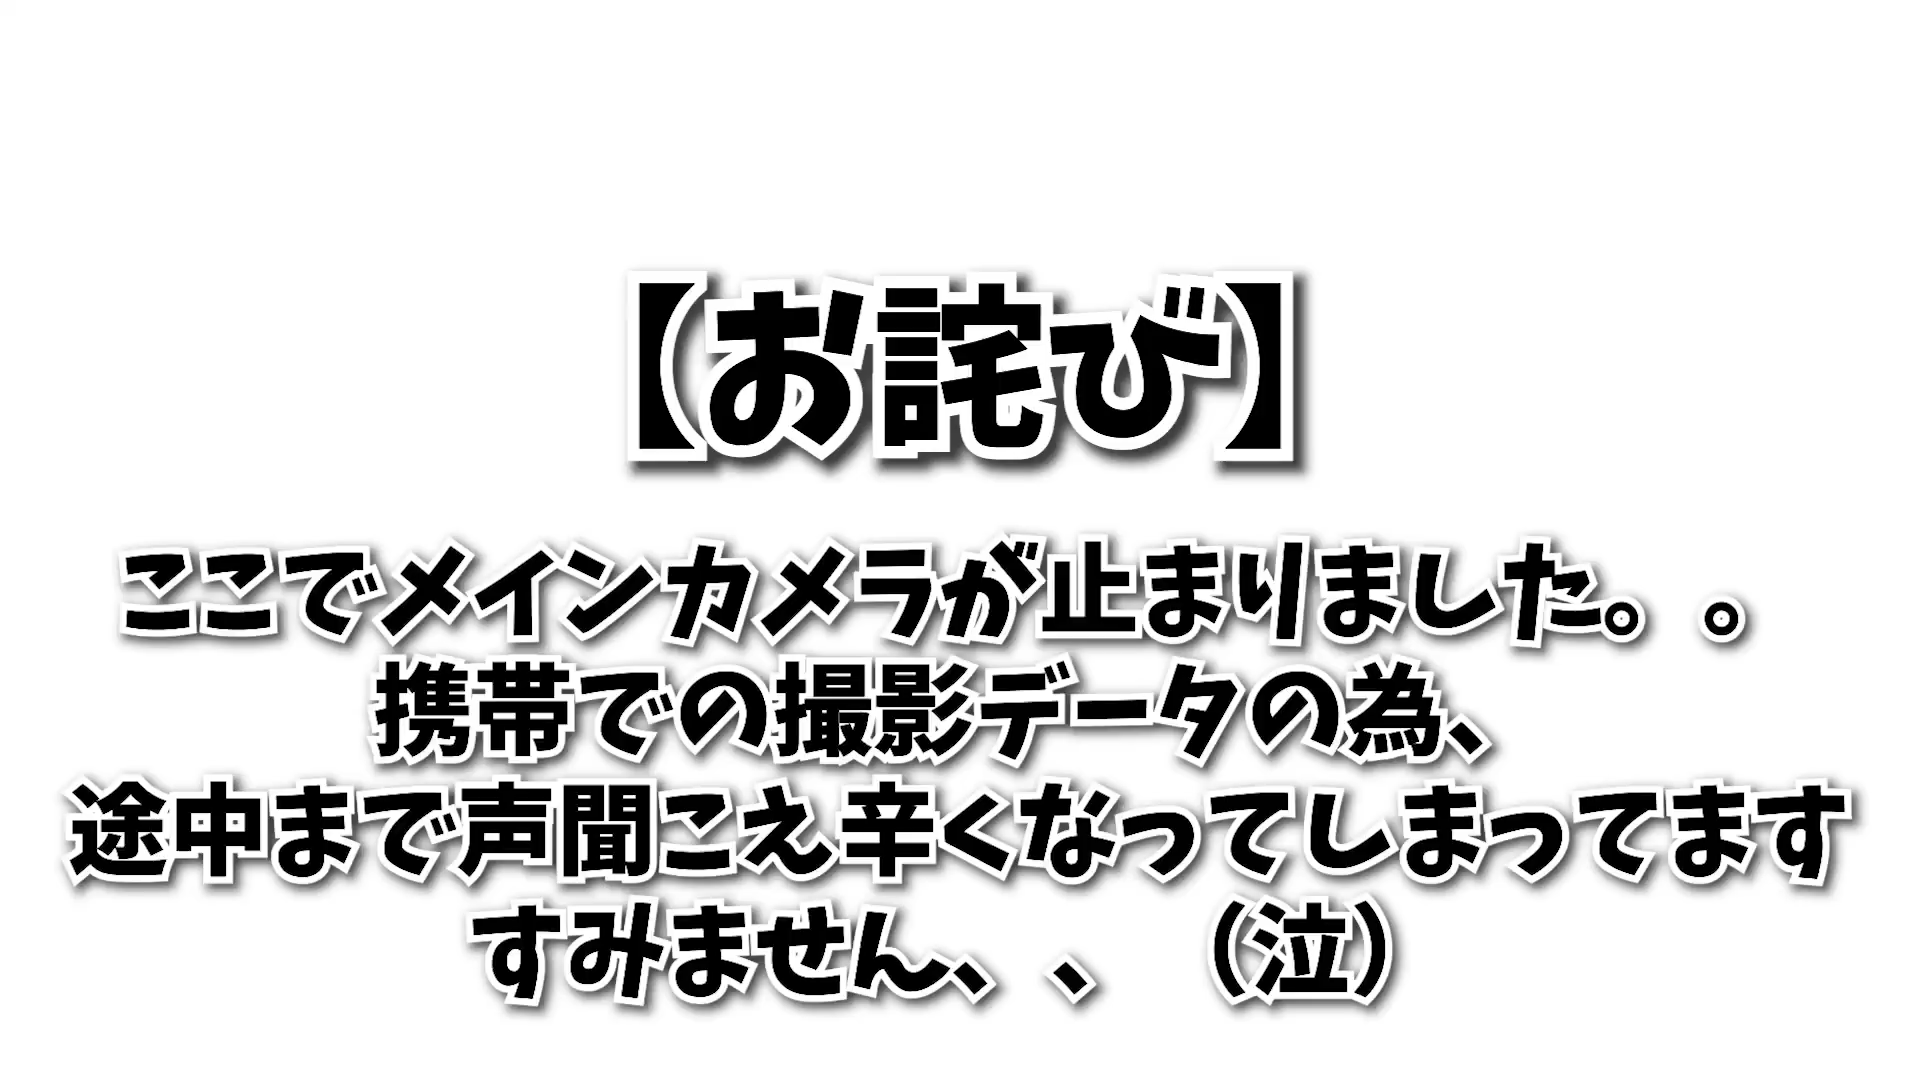 【お詫び】
ここでメインカメラが止まりました。。
携帯での撮影データの為、
途中まで声聞こえ辛くなってしまってます
すみません、、（泣）